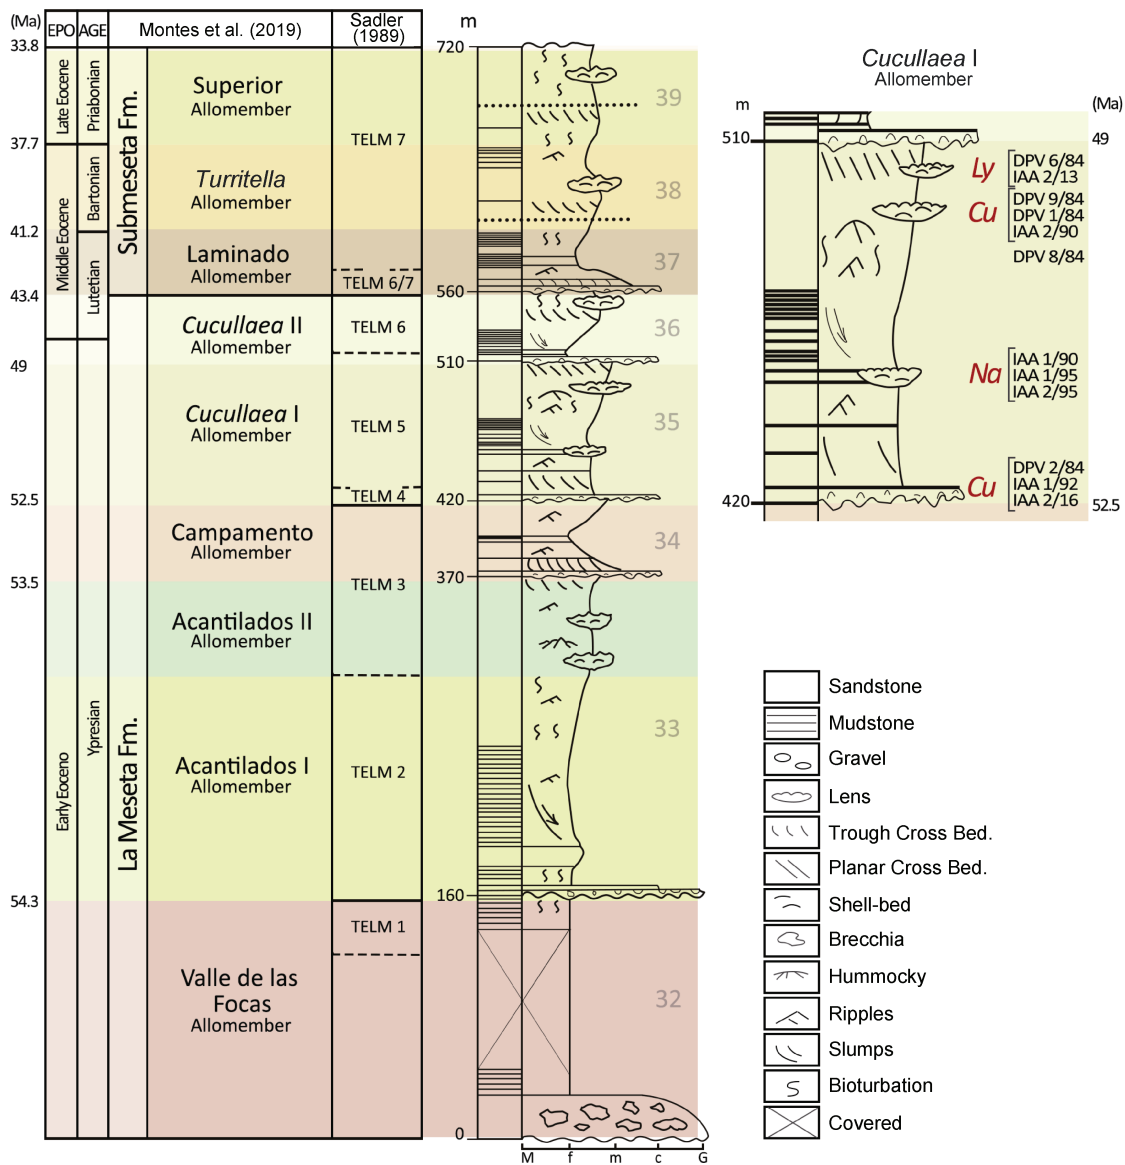 (Ma)
EPO
AGE
Montes et al. (2019)
Sadler
(1989)
m
33.8
37.7
41.2
43.4
49
52.5
53.5
54.3
Late Eocene
Middle Eocene
Early Eoceno
Priabonian
Bartonian
Lutetian
Ypresian
Submeseta Fm.
La Meseta Fm.
Superior
Allomember
Turritella
Allomember
Laminado
Allomember
Cucullaea II
Allomember
Cucullaea I
Allomember
Campamento
Allomember
Acantilados II
Allomember
Acantilados I
Allomember
Valle de las
Focas
Allomember
TELM 7
TELM 6/7
TELM 6
TELM 5
TELM 4
TELM 3
TELM 2
TELM 1
720
560
510
420
370
160
0
39
38
37
36
35
34
33
32
M f m c G
Cucullaea I
Allomember
m
(Ma)
510
49
Ly
DPV 6/84
IAA 2/13
Cu
DPV 9/84
DPV 1/84
IAA 2/90
DPV 8/84
Na
IAA 1/90
IAA 1/95
IAA 2/95
Cu
DPV 2/84
IAA 1/92
IAA 2/16
420
52.5
Sandstone
Mudstone
Gravel
Lens
Trough Cross Bed.
Planar Cross Bed.
Shell-bed
Brecchia
Hummocky
Ripples
Slumps
Bioturbation
Covered